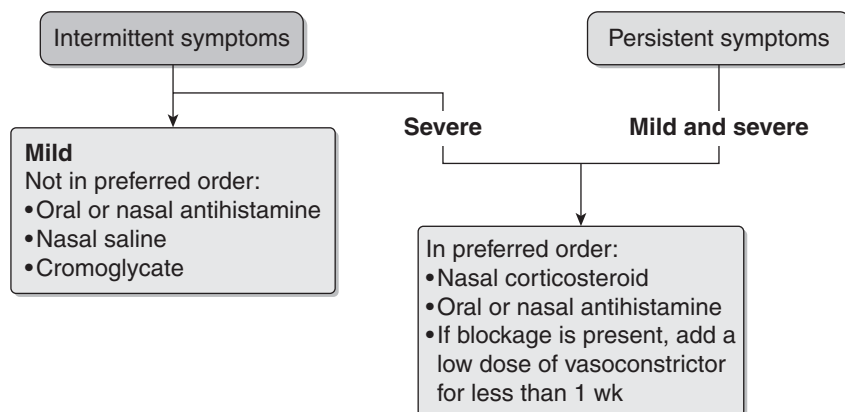 Intermittent symptoms
Persistent symptoms
Severe
Mild and severe
Mild
Not in preferred order:
•Oral or nasal antihistamine
•Nasal saline
•Cromoglycate
In preferred order:
•Nasal corticosteroid
•Oral or nasal antihistamine
•If blockage is present, add a
low dose of vasoconstrictor
for less than 1 wk